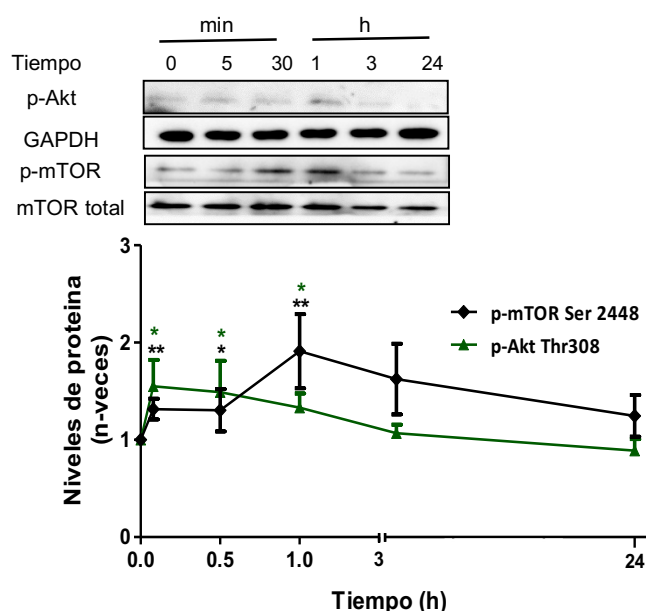 min h
Tiempo 0 5 30 1 3 24
p-Akt
GAPDH
p-mTOR
mTOR total
3
2
1
0
Niveles de proteina
(n-veces)
* * *
** * **
p-mTOR Ser 2448
p-Akt Thr308
0.0 0.5 1.0 3 24
Tiempo (h)